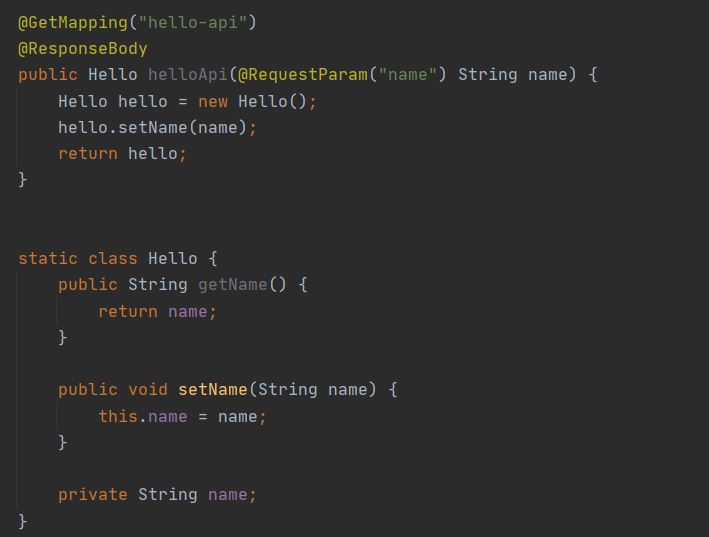 @GetMapping("hello-api")
@ResponseBody
public Hello helloApi(@RequestParam("name") String name) {
    Hello hello = new Hello();
    hello.setName(name);
    return hello;
}

static class Hello {
    public String getName() {
        return name;
    }

    public void setName(String name) {
        this.name = name;
    }

    private String name;
}